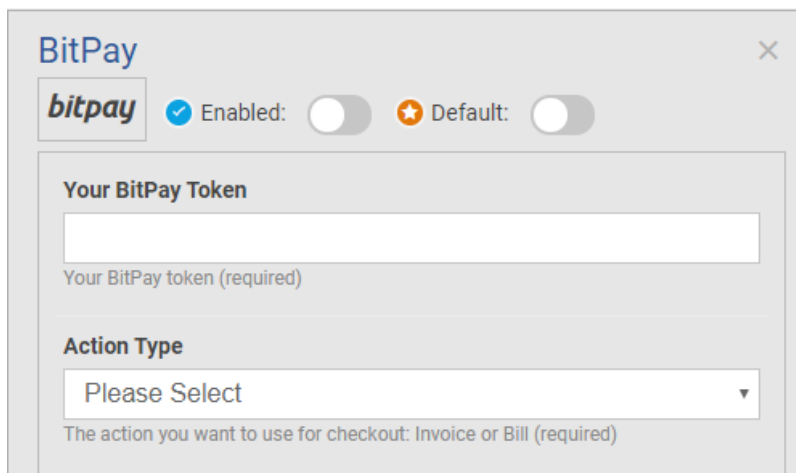 BitPay
bitpay Enabled: Default:
Your BitPay Token
Your BitPay token (required)
Action Type
Please Select
The action you want to use for checkout: Invoice or Bill (required)